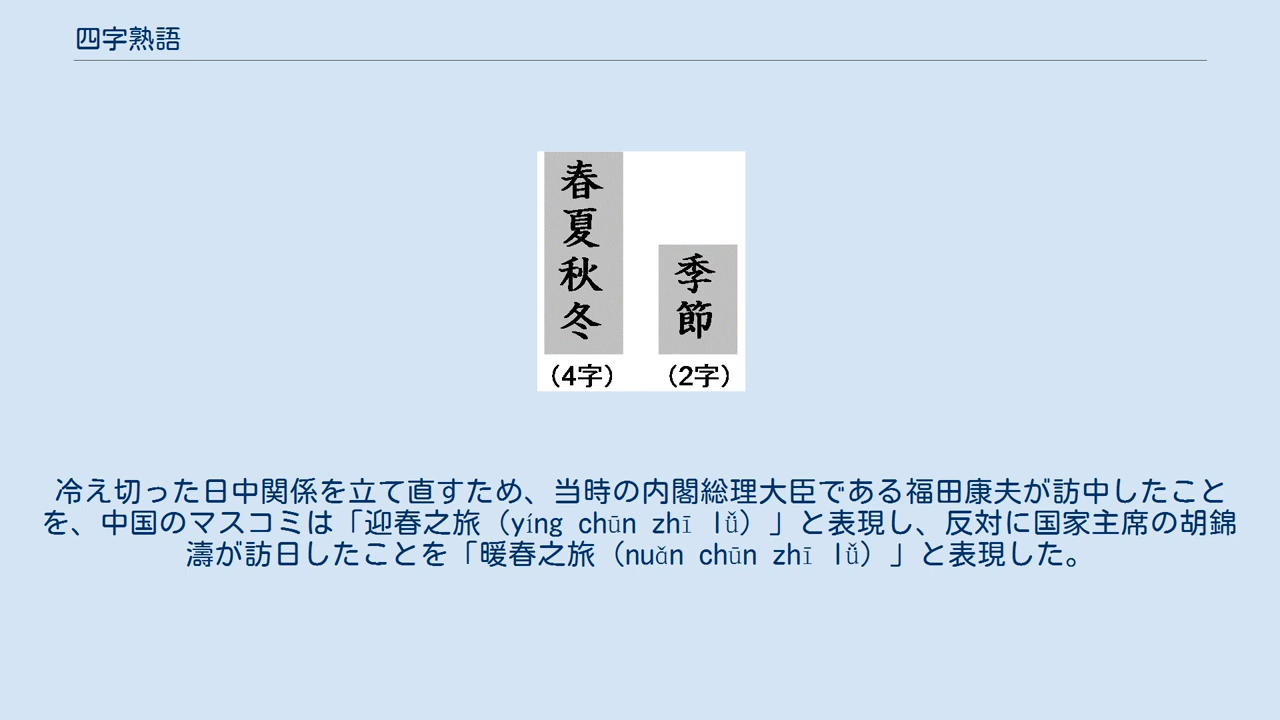 四字熟語
春夏秋冬
(4字)
季節
(2字)
冷え切った日中関係を立て直すため、当時の内閣総理大臣である福田康夫が訪中したこと
を、中国のマスコミは「迎春之旅（yíng chūn zhī lǚ）」と表現し、反対に国家主席の胡錦
濤が訪日したことを「暖春之旅（nuǎn chūn zhī lǚ）」と表現した。